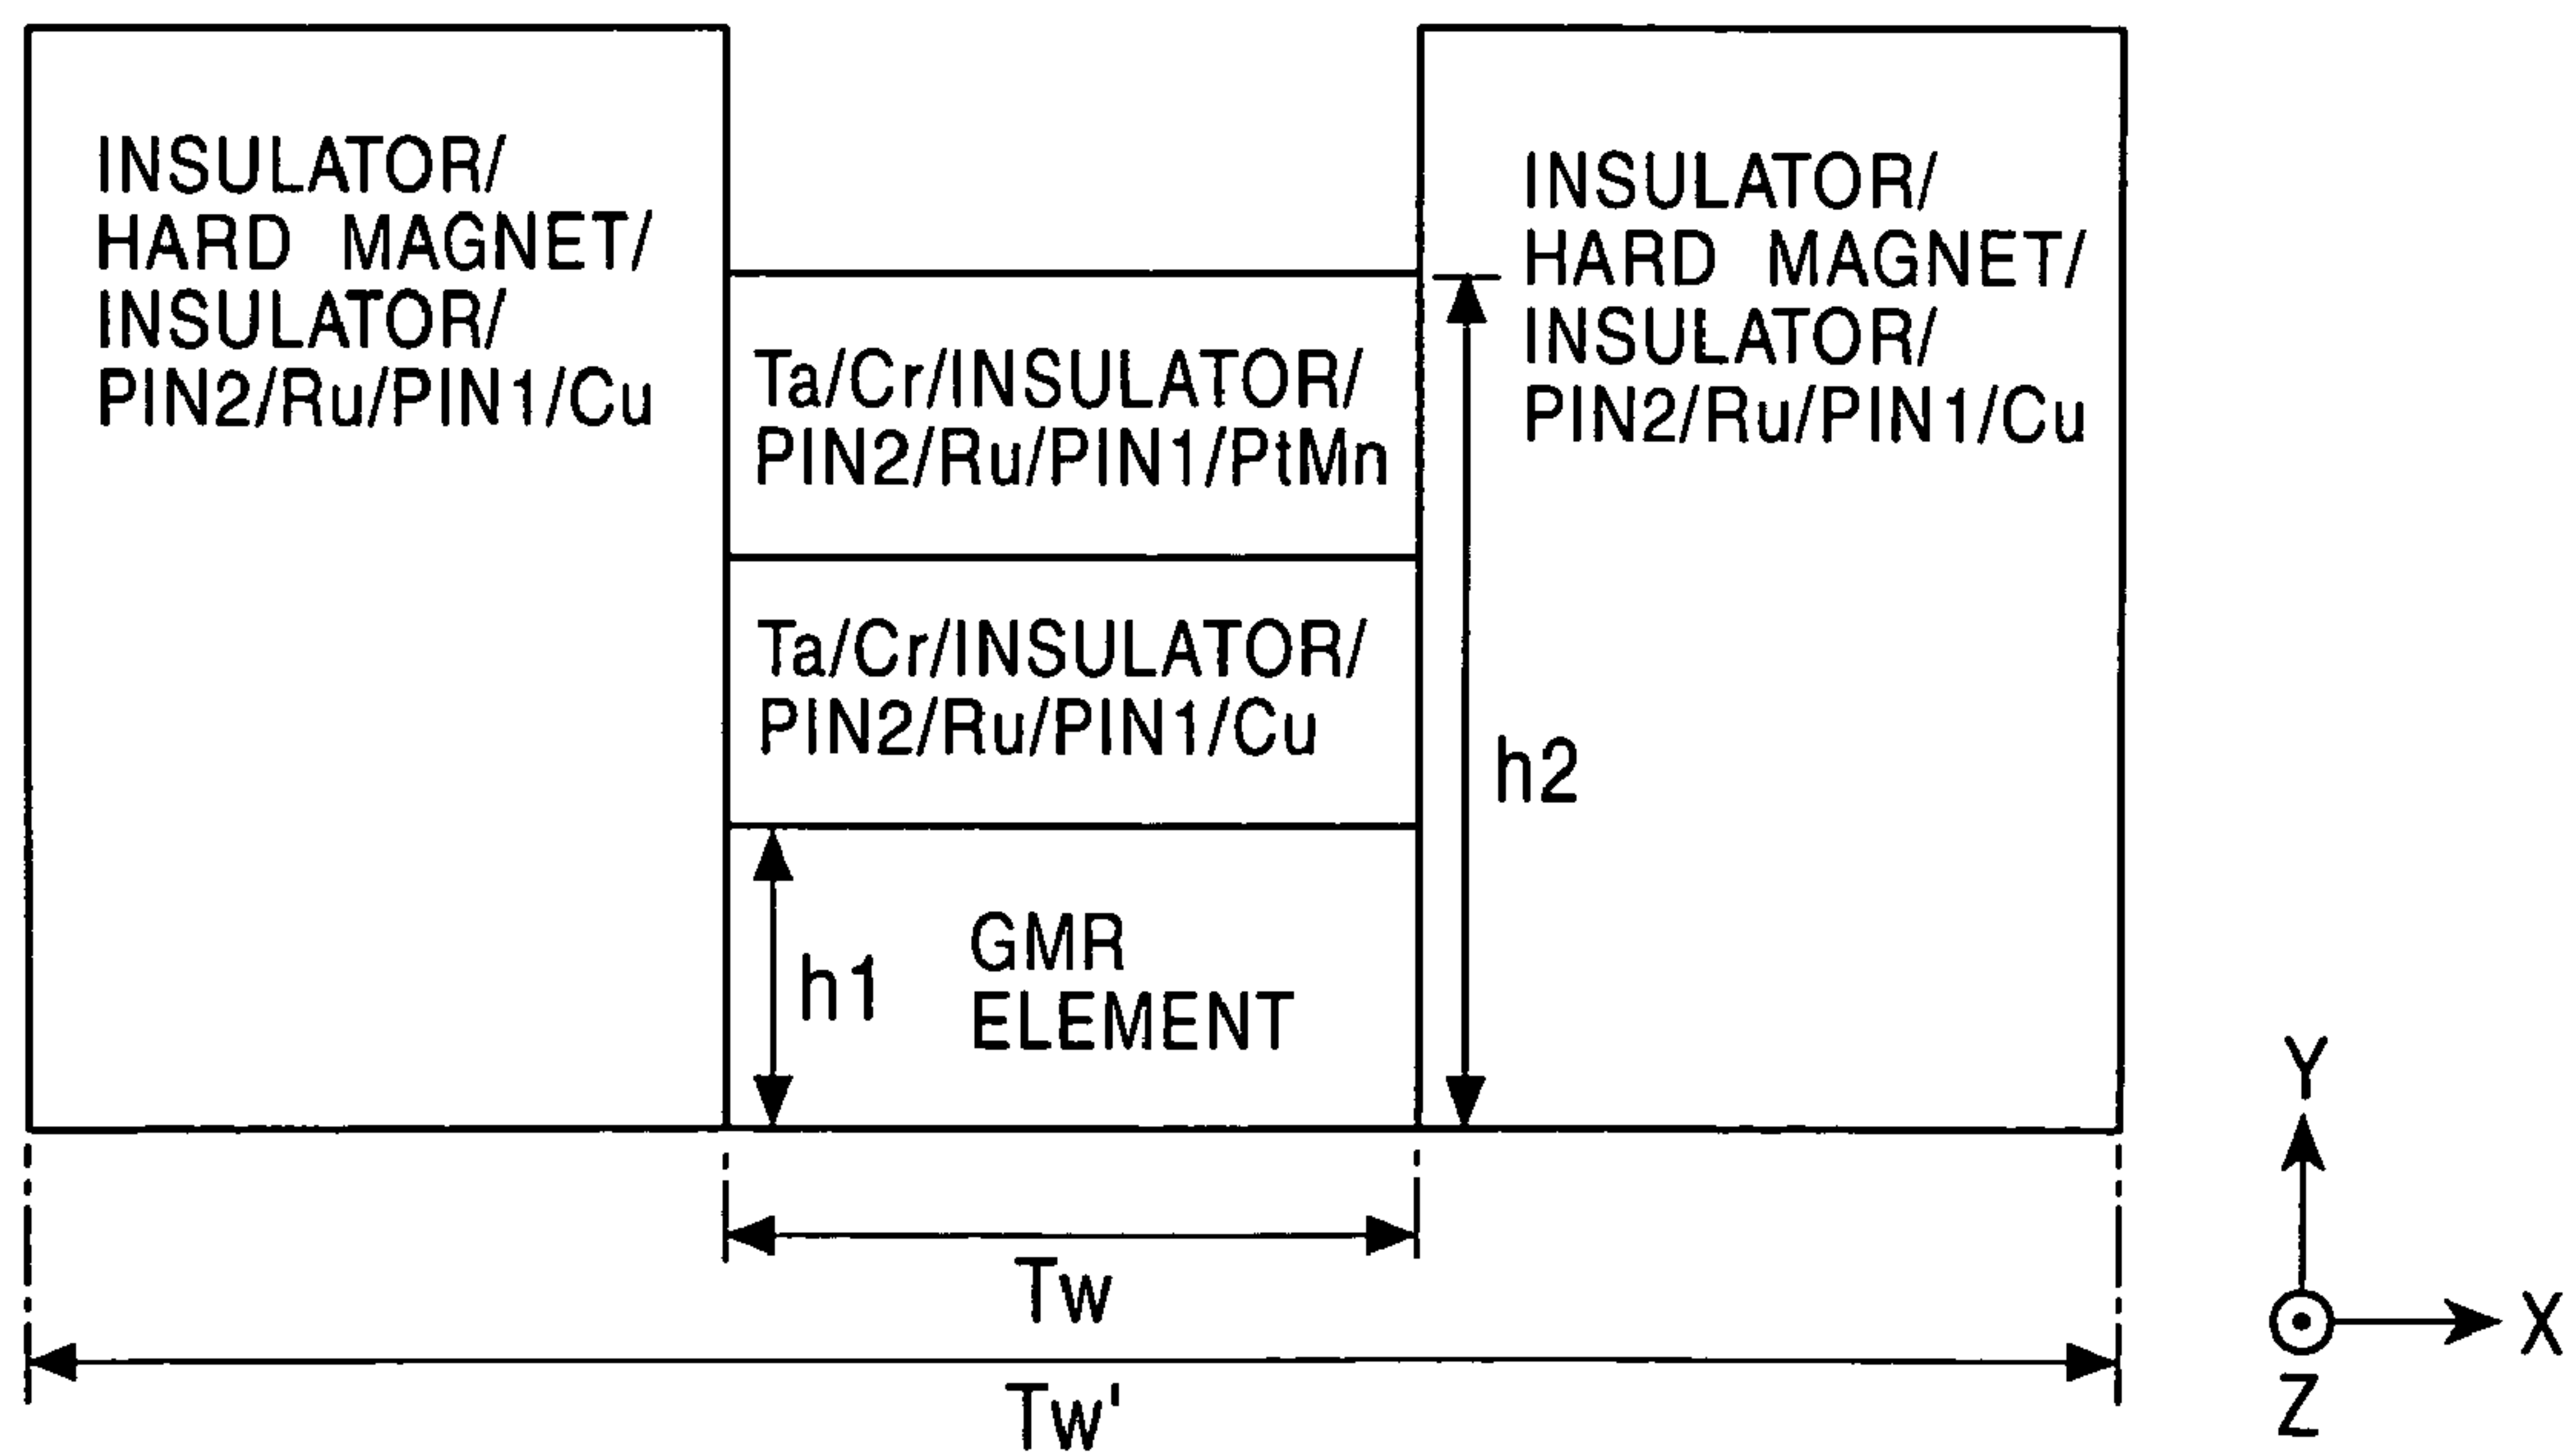 INSULATOR/
HARD MAGNET/
INSULATOR/
PIN2/Ru/PIN1/Cu
Ta/Cr/INSULATOR/
PIN2/Ru/PIN1/PtMn
Ta/Cr/INSULATOR/
PIN2/Ru/PIN1/Cu
h1
GMR
ELEMENT
h2
INSULATOR/
HARD MAGNET/
INSULATOR/
PIN2/Ru/PIN1/Cu
Tw
Tw'
Y
X
Z